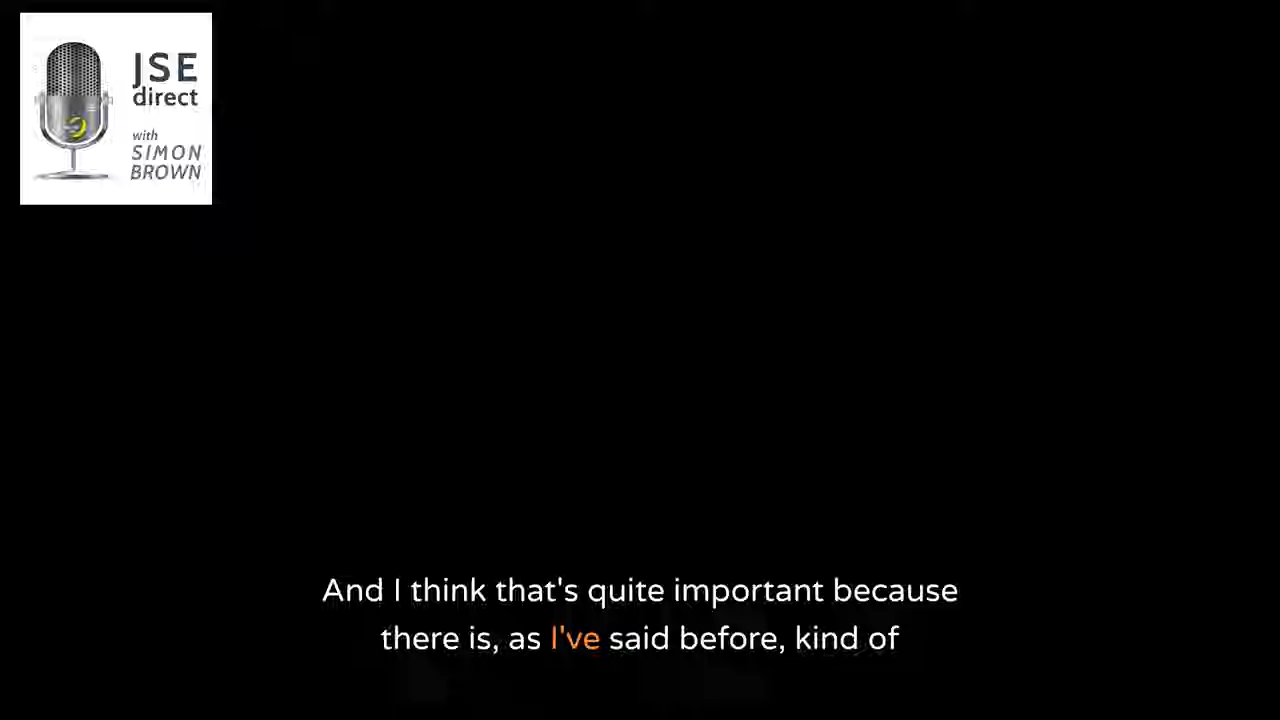 JSE
direct
with
SIMON
BROWN
And I think that's quite important because
there is, as I've said before, kind of